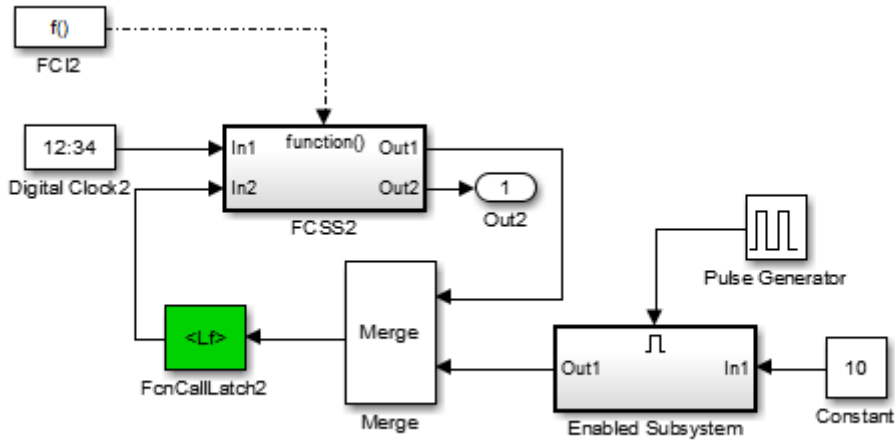 f()
FCI2
12:34
Digital Clock2
function()
In1
Out1
In2
Out2
FCSS2
1
Out2
Pulse Generator
<Lf>
FcnCallLatch2
Merge
Merge
Out1
In1
Enabled Subsystem
10
Constant